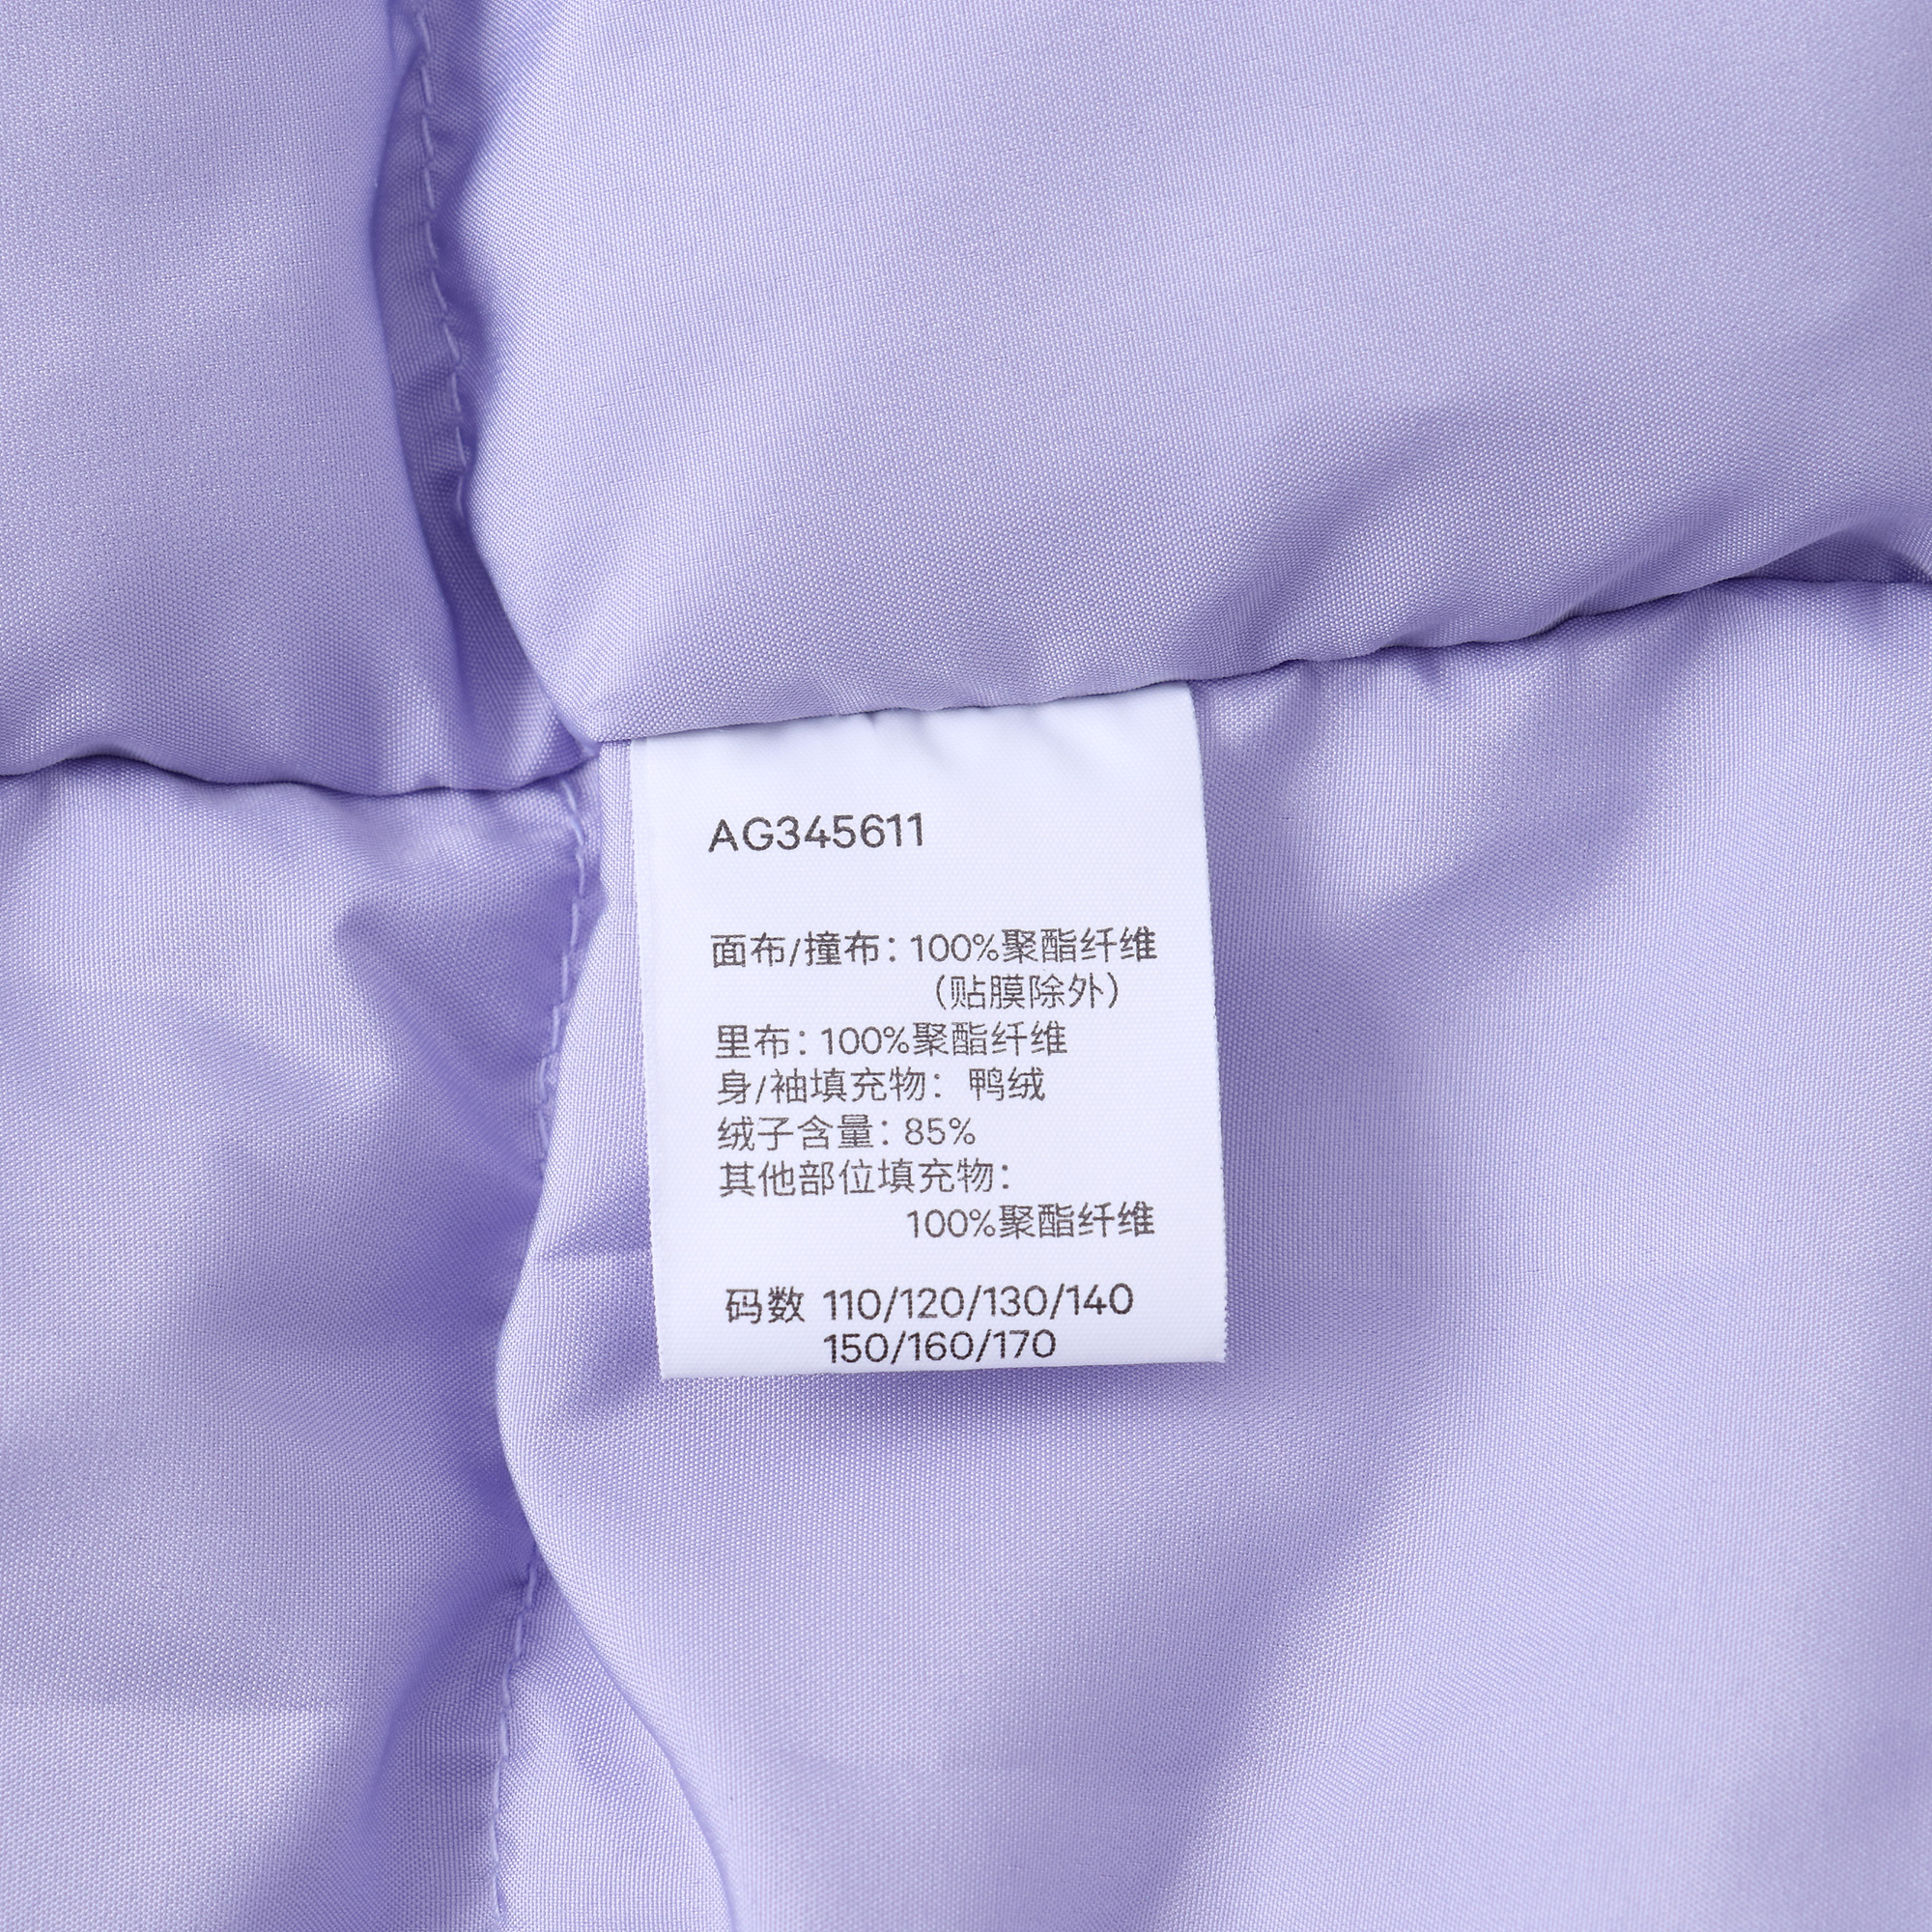 AG345611
面布/撞布：100%聚酯纤维
（贴膜除外）
里布：100%聚酯纤维
身/袖填充物：鸭绒
绒子含量：85%
其他部位填充物：
100%聚酯纤维
码数 110/120/130/140
150/160/170